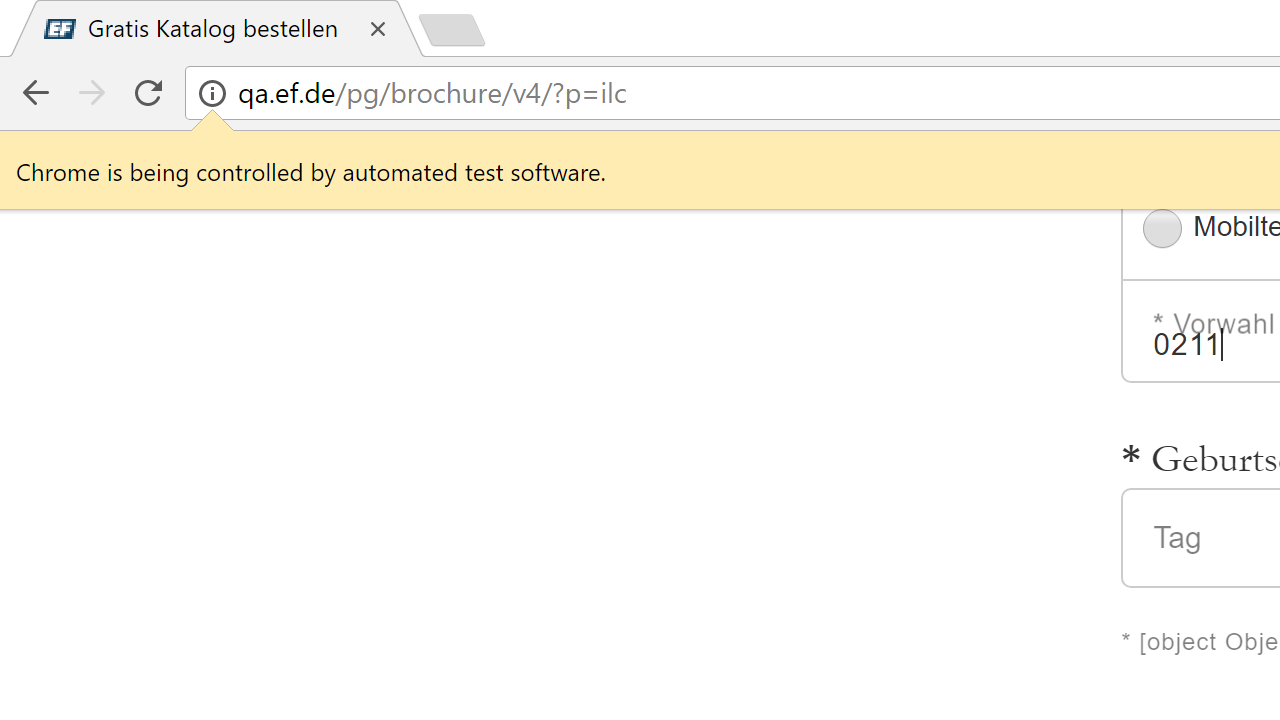 EF Gratis Katalog bestellen
qa.ef.de/pg/brochure/v4/?p=ilc
Chrome is being controlled by automated test software.
Mobilte
* Vorwahl
0211
* Geburts
Tag
* [object Obje